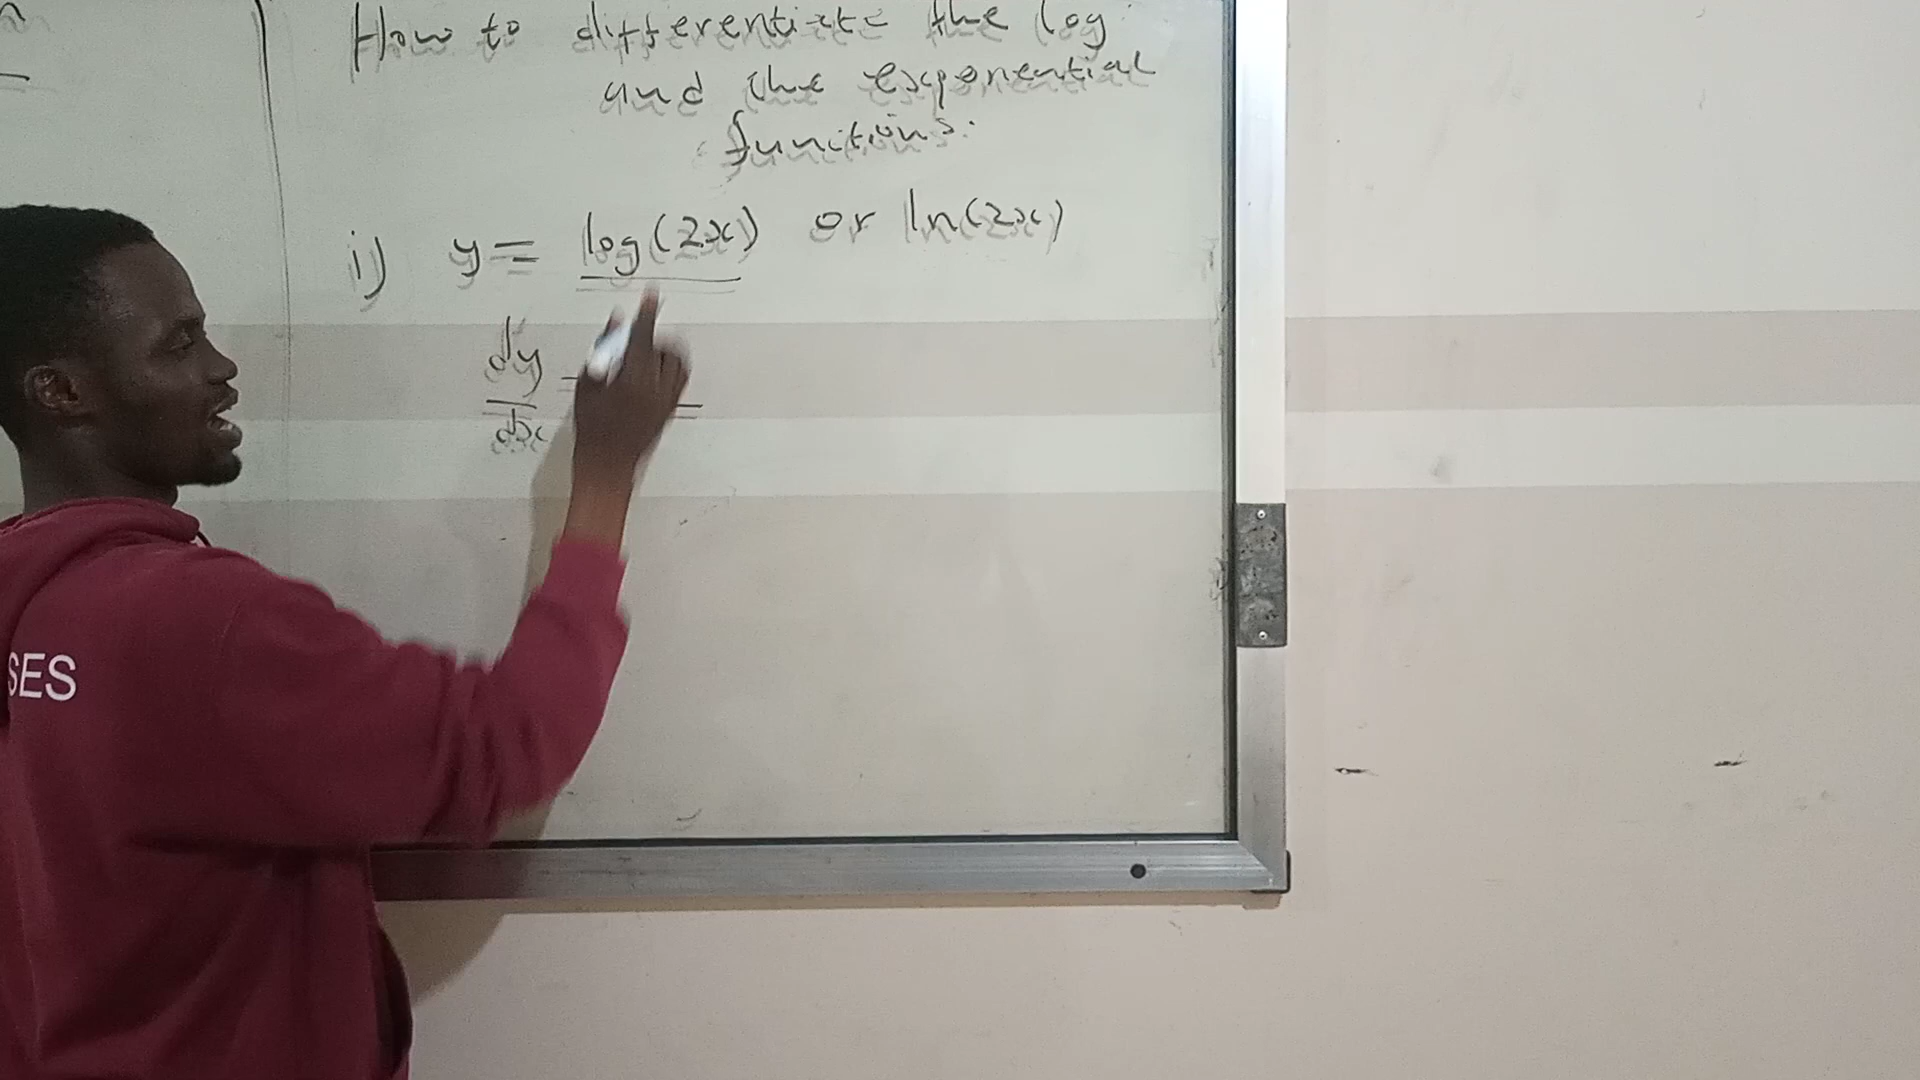 How to differentiate the log
and the exponential
functions.
i) y = log(2x) or ln(2x)
dy
dx
=
SES